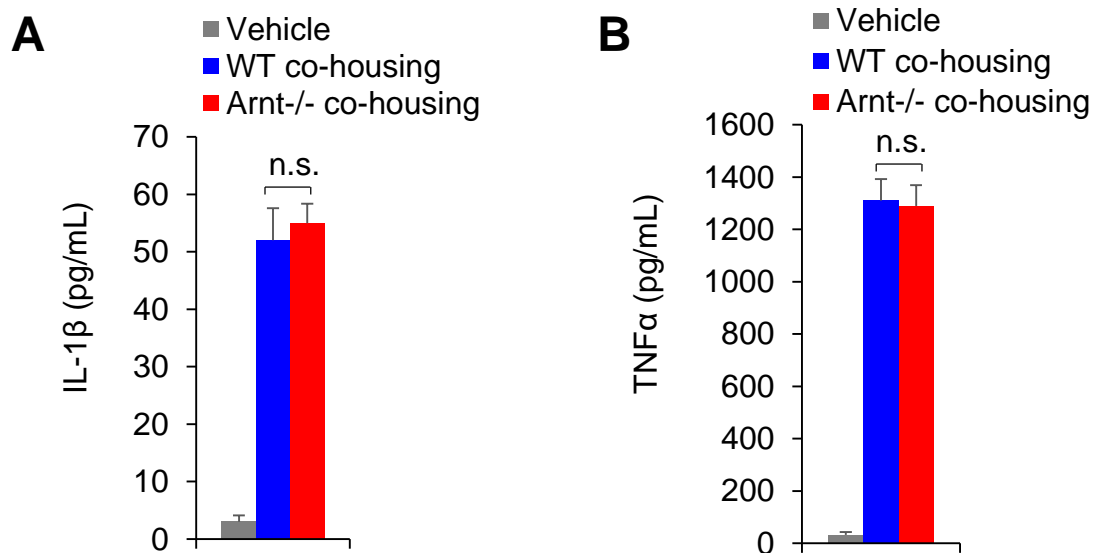 A
Vehicle
WT co-housing
Arnt-/- co-housing
IL-1β (pg/mL)
70
60
50
40
30
20
10
0
n.s.
B
Vehicle
WT co-housing
Arnt-/- co-housing
TNFα (pg/mL)
1600
1400
1200
1000
800
600
400
200
0
n.s.